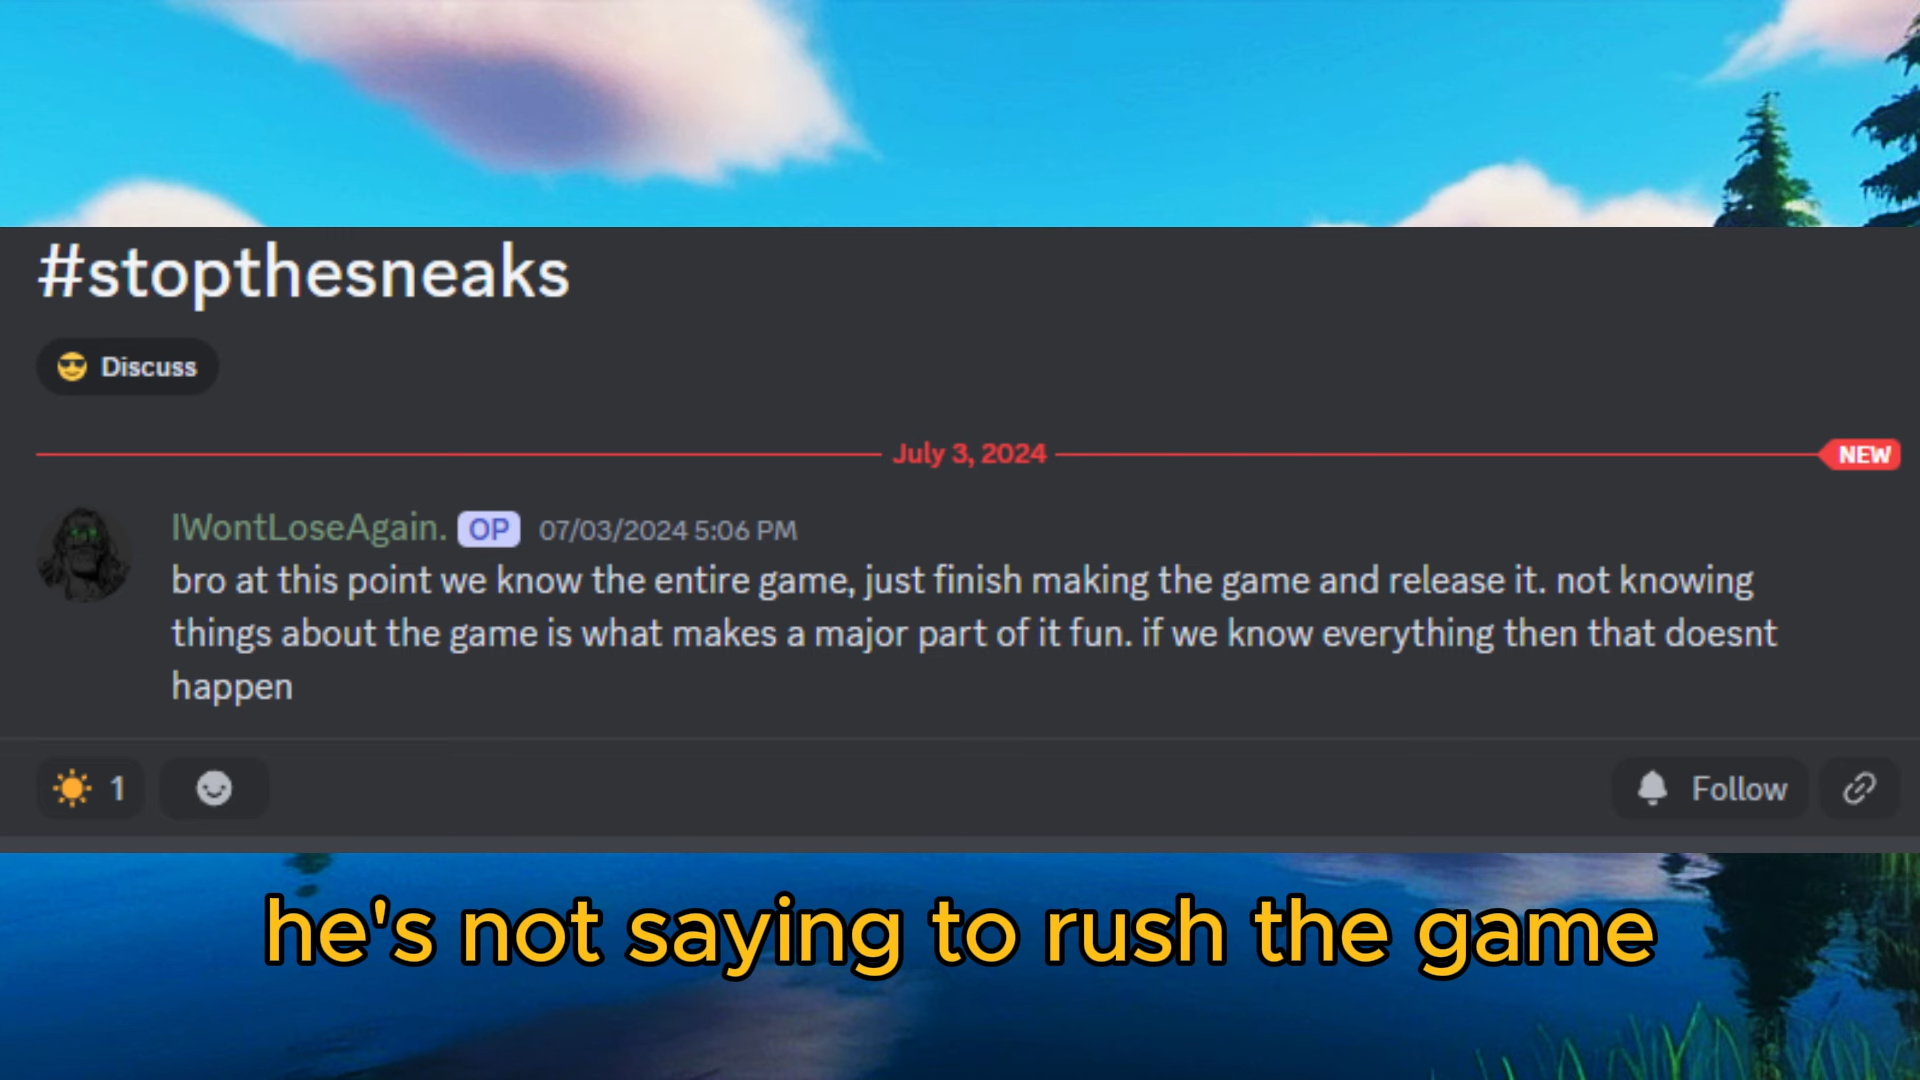 #stopthesneaks
😎 Discuss
July 3, 2024
NEW
IWontLoseAgain. OP 07/03/2024 5:06 PM
bro at this point we know the entire game, just finish making the game and release it. not knowing
things about the game is what makes a major part of it fun. if we know everything then that doesnt
happen
1
Follow
he's not saying to rush the game